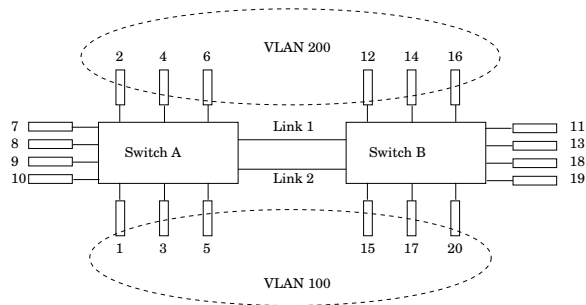 VLAN 200
2 4 6 12 14 16
7 11
Link 1
8 13
Switch A Switch B
9 18
10 19
Link 2
1 3 5 15 17 20
VLAN 100